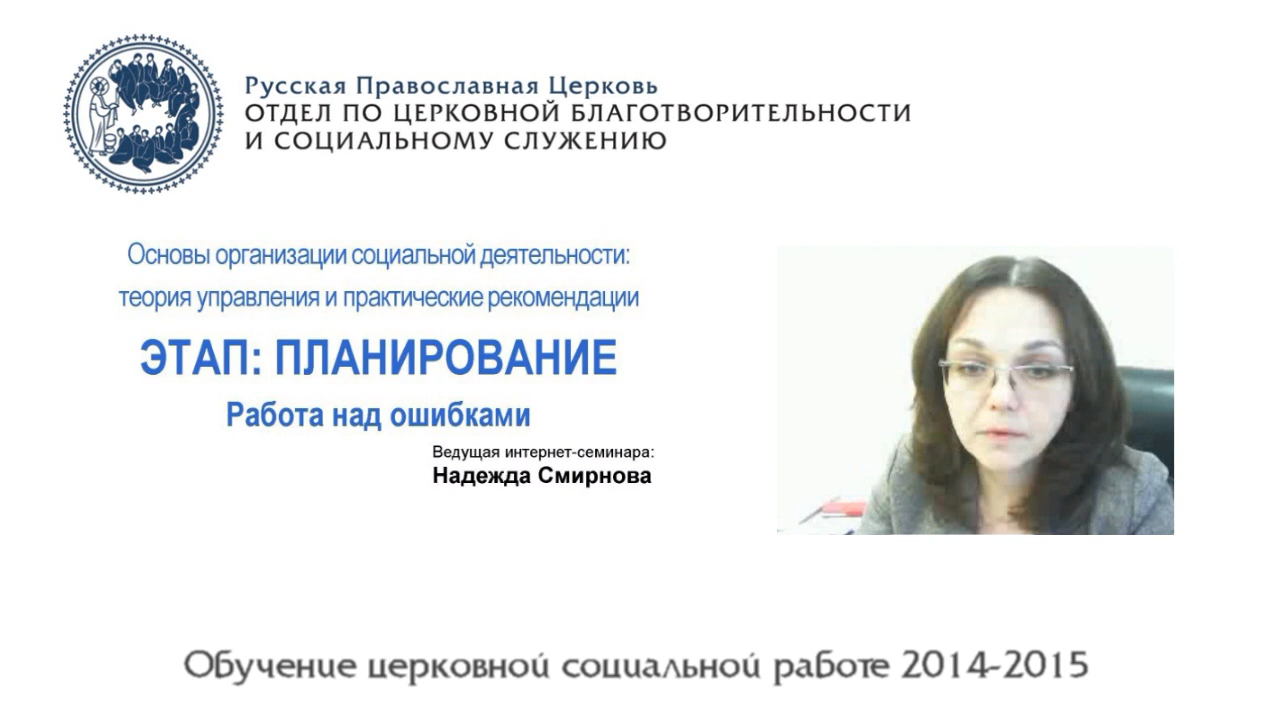 Русская Православная Церковь
ОТДЕЛ ПО ЦЕРКОВНОЙ БЛАГОТВОРИТЕЛЬНОСТИ
И СОЦИАЛЬНОМУ СЛУЖЕНИЮ
Основы организации социальной деятельности:
теория управления и практические рекомендации
ЭТАП: ПЛАНИРОВАНИЕ
Работа над ошибками
Ведущая интернет-семинара:
Надежда Смирнова
Обучение церковной социальной работе 2014-2015